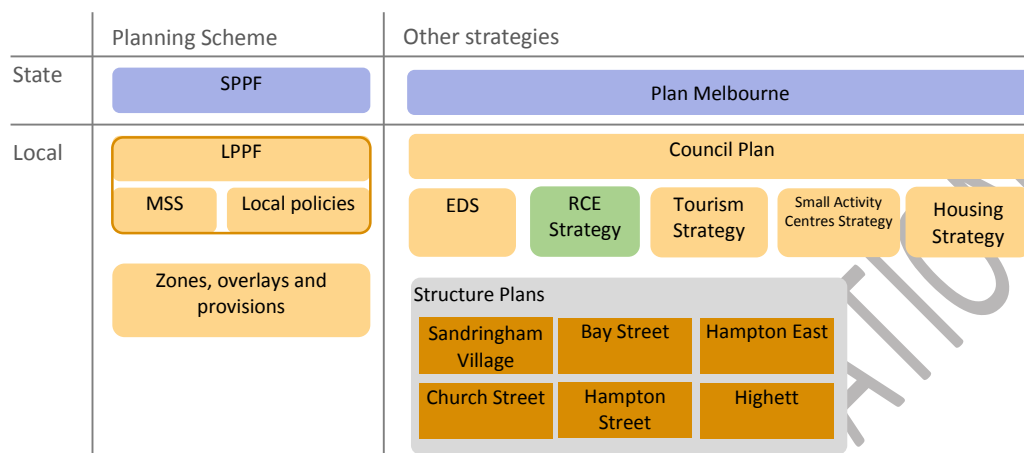 Planning Scheme
Other strategies
State
SPPF
Plan Melbourne
Local
LPPF
Council Plan
MSS
Local policies
EDS
RCE
Strategy
Tourism
Strategy
Small Activity
Centres Strategy
Housing
Strategy
Zones, overlays and
provisions
Structure Plans
Sandringham
Village
Bay Street
Hampton East
Church Street
Hampton
Street
Highett